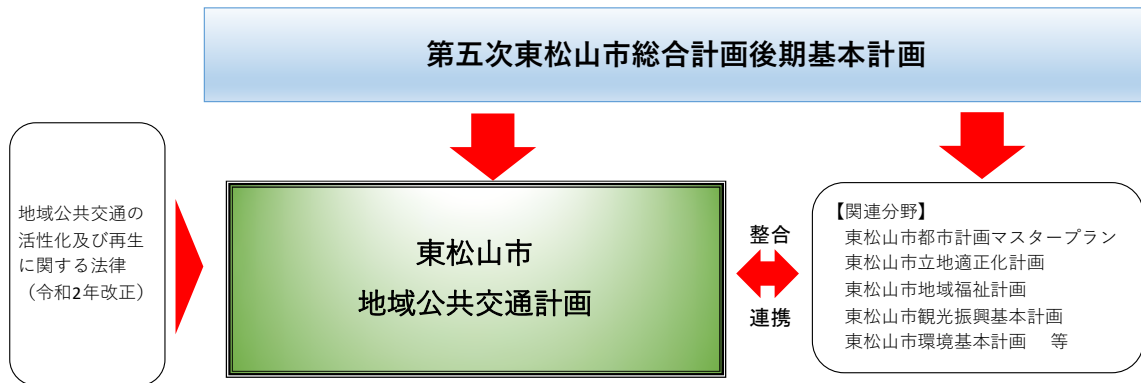 第五次東松山市総合計画後期基本計画
地域公共交通の
活性化及び再生
に関する法律
（令和2年改正）
東松山市
地域公共交通計画
整合
連携
【関連分野】
東松山市都市計画マスタープラン
東松山市立地適正化計画
東松山市地域福祉計画
東松山市観光振興基本計画
東松山市環境基本計画　等